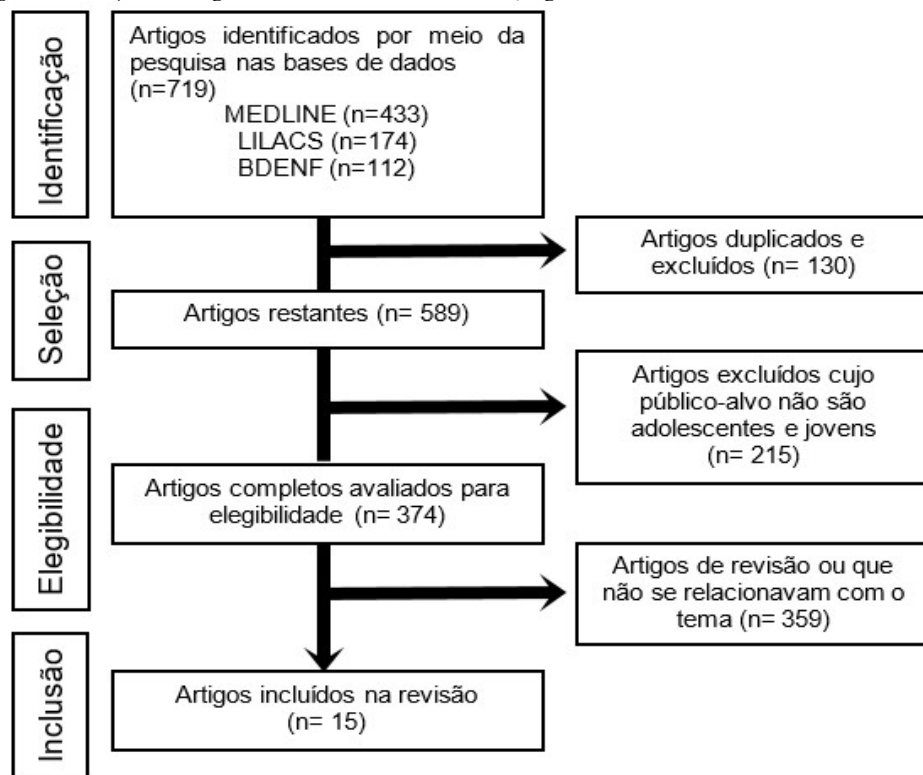 Identificação
Artigos identificados por meio da
pesquisa nas bases de dados
(n=719)
MEDLINE (n=433)
LILACS (n=174)
BDENF (n=112)
Artigos duplicados e
excluídos (n= 130)
Seleção
Artigos restantes (n= 589)
Artigos excluídos cujo
público-alvo não são
adolescentes e jovens
(n= 215)
Elegibilidade
Artigos completos avaliados para
elegibilidade (n= 374)
Artigos de revisão ou que
não se relacionavam com o
tema (n= 359)
Inclusão
Artigos incluídos na revisão
(n= 15)